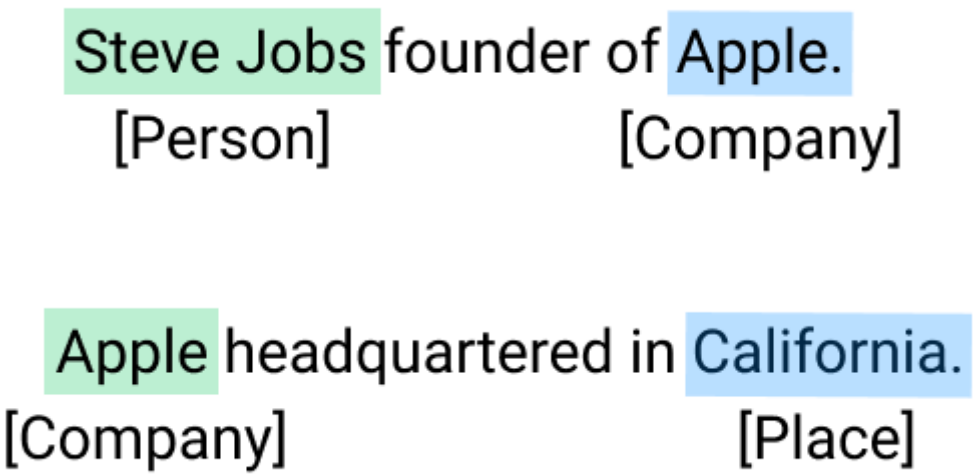 Steve Jobs founder of Apple.
[Person] [Company]
Apple headquartered in California.
[Company] [Place]